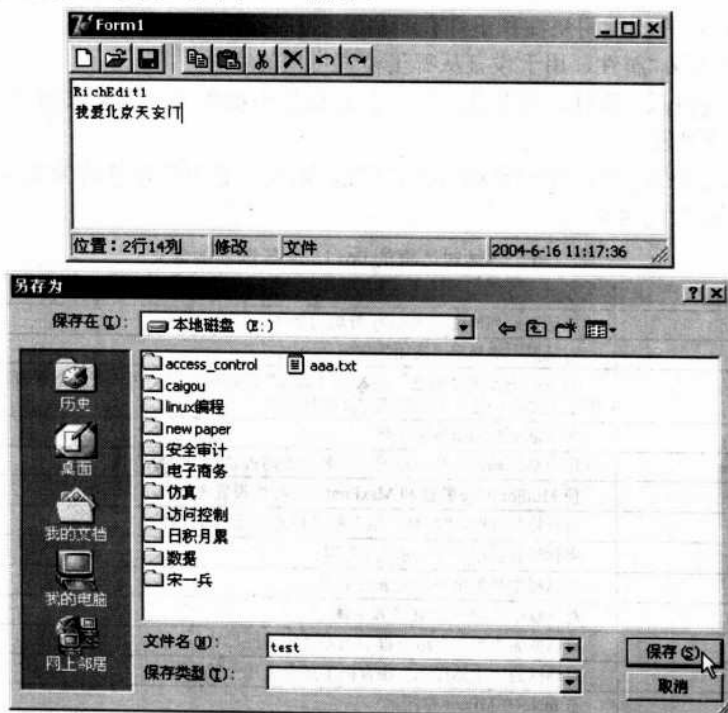 Form1
RichEdit1
我爱北京天安门
位置：2行14列 修改 文件 2004-6-16 11:17:36
另存为
保存在(I)： 本地磁盘 (E:)
历史
桌面
我的文档
我的电脑
网上邻居
access_control aaa.txt
caigou
linux编程
new paper
安全审计
电子商务
仿真
访问控制
日积月累
数据
宋一兵
文件名(N)： test 保存(S)
保存类型(T)： 取消